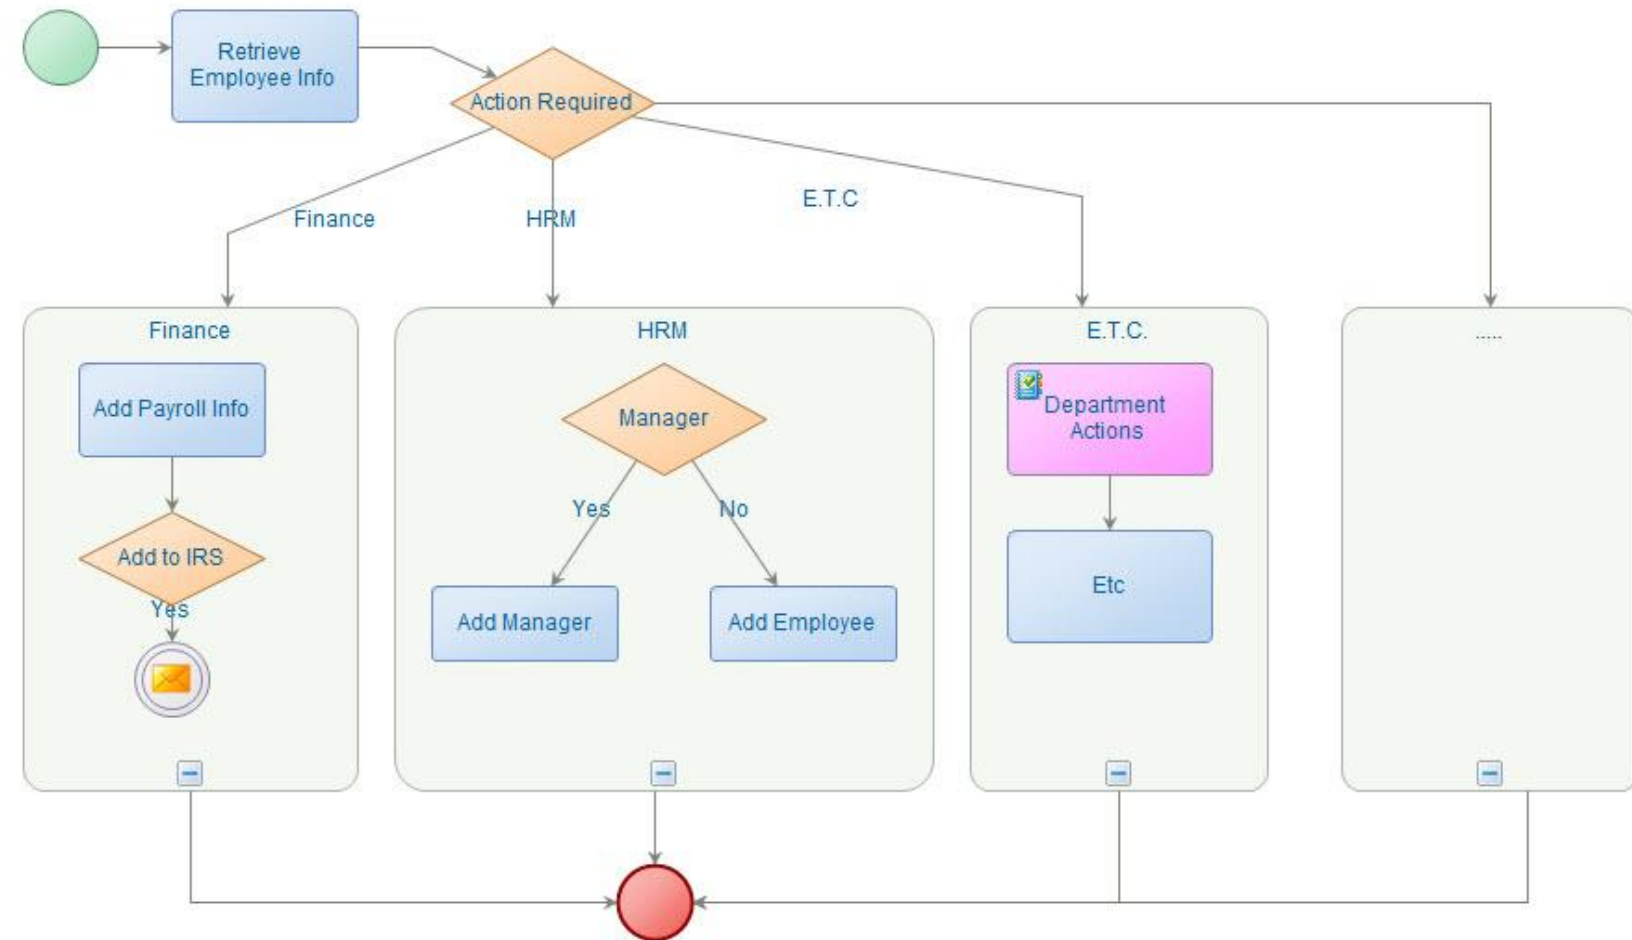 Retrieve
Employee Info
Action Required
Finance
HRM
E.T.C
Finance
Add Payroll Info
Add to IRS
Yes
HRM
Manager
Yes
No
Add Manager
Add Employee
E.T.C.
Department
Actions
Etc
.....